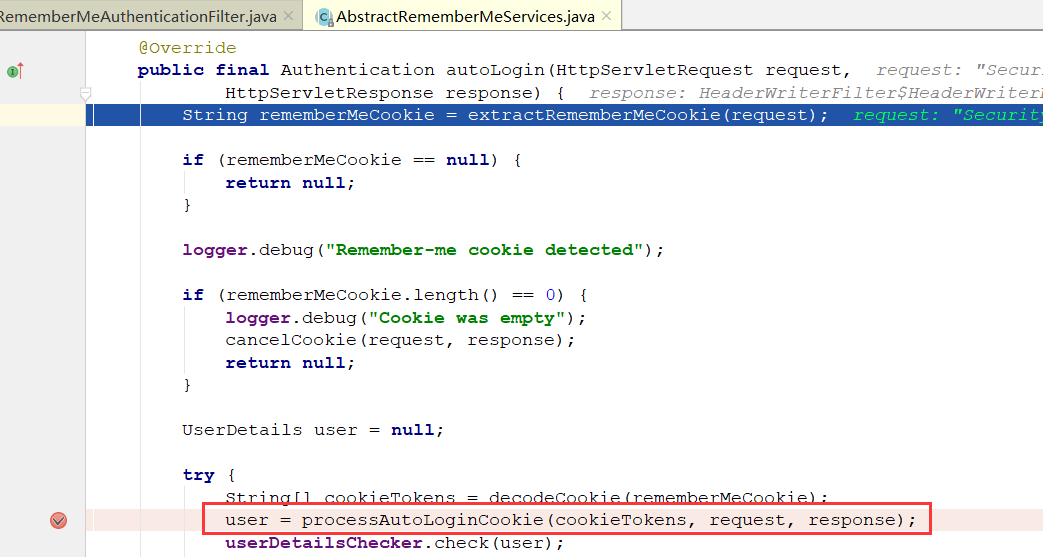 RememberMeAuthenticationFilter.java × AbstractRememberMeServices.java ×
@Override
public final Authentication autoLogin(HttpServletRequest request, request: "Securi
HttpServletResponse response) { response: HeaderWriterFilter$HeaderWriterR
String rememberMeCookie = extractRememberMeCookie(request); request: "Security
if (rememberMeCookie == null) {
return null;
}
logger.debug("Remember-me cookie detected");
if (rememberMeCookie.length() == 0) {
logger.debug("Cookie was empty");
cancelCookie(request, response);
return null;
}
UserDetails user = null;
try {
String[] cookieTokens = decodeCookie(rememberMeCookie);
user = processAutoLoginCookie(cookieTokens, request, response);
userDetailsChecker.check(user);